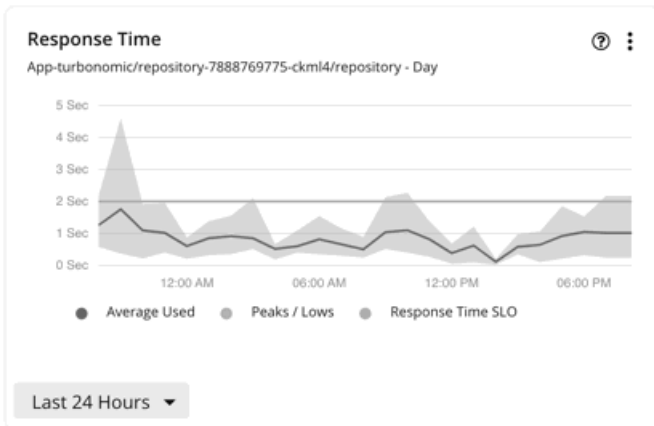 Response Time
App-turbonomic/repository-7888769775-ckml4/repository - Day
5 Sec
4 Sec
3 Sec
2 Sec
1 Sec
0 Sec
12:00 AM 06:00 AM 12:00 PM 06:00 PM
Average Used Peaks / Lows Response Time SLO
Last 24 Hours